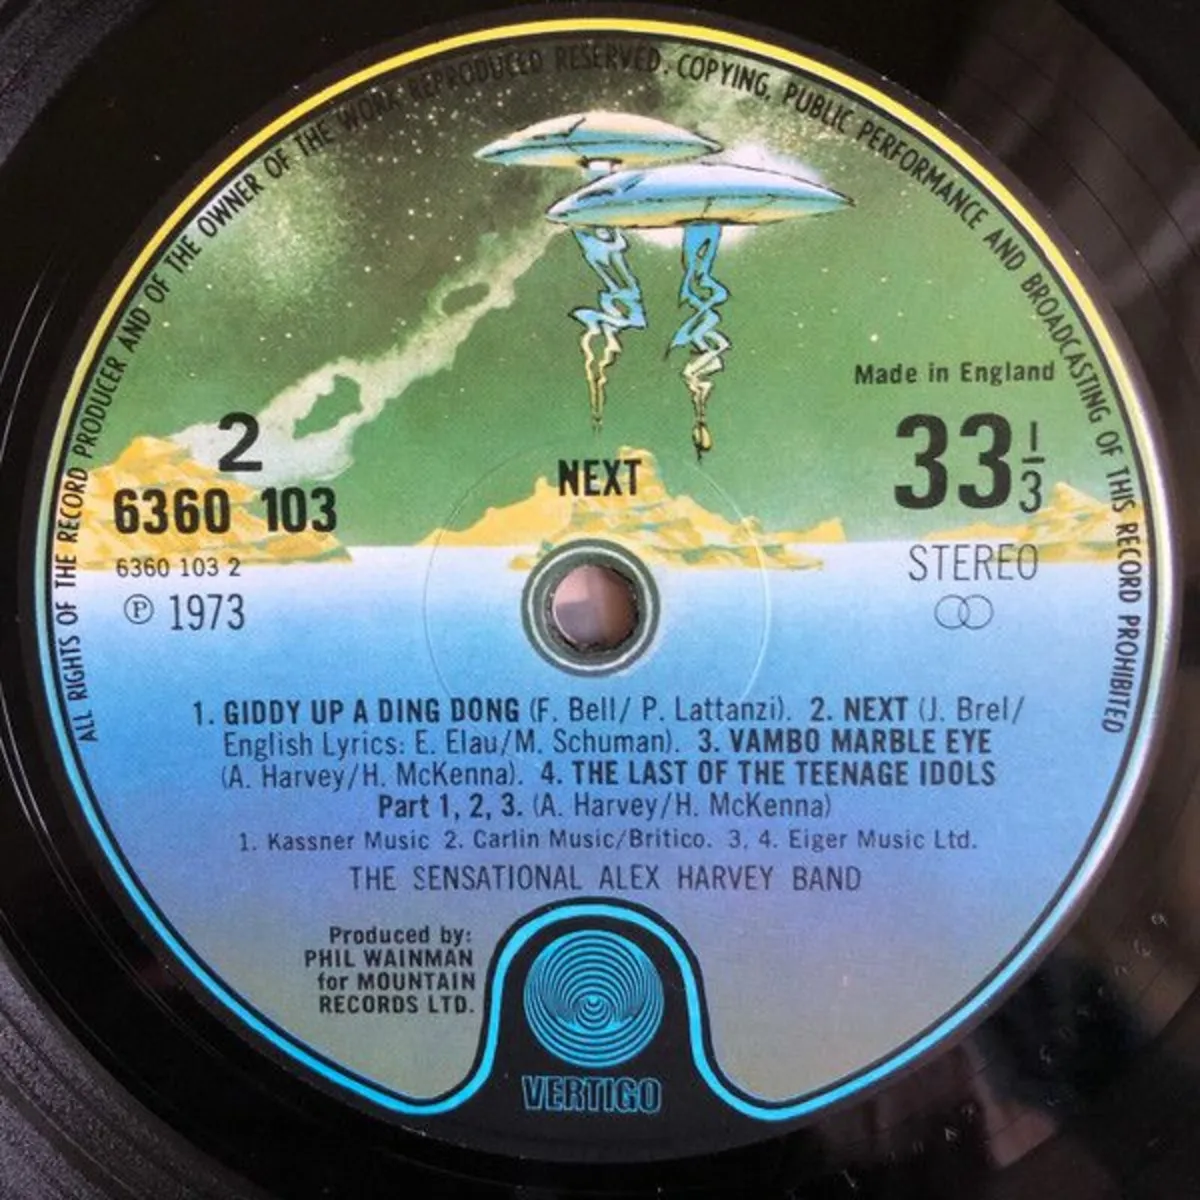 ALL RIGHTS OF THE RECORD PRODUCER AND OF THE OWNER OF THE WORK REPRODUCED RESERVED. COPYING, PUBLIC PERFORMANCE AND BROADCASTING OF THIS RECORD PROHIBITED
Made in England
2
6360 103
NEXT
33 1/3
6360 103 2
STEREO
Ⓟ 1973
1. GIDDY UP A DING DONG (F. Bell/ P. Lattanzi). 2. NEXT (J. Brel/
English Lyrics: E. Elau/M. Schuman). 3. VAMBO MARBLE EYE
(A. Harvey/H. McKenna). 4. THE LAST OF THE TEENAGE IDOLS
Part 1, 2, 3. (A. Harvey/H. McKenna)
1. Kassner Music 2. Carlin Music/Britico. 3, 4. Eiger Music Ltd.
THE SENSATIONAL ALEX HARVEY BAND
Produced by:
PHIL WAINMAN
for MOUNTAIN
RECORDS LTD.
VERTIGO